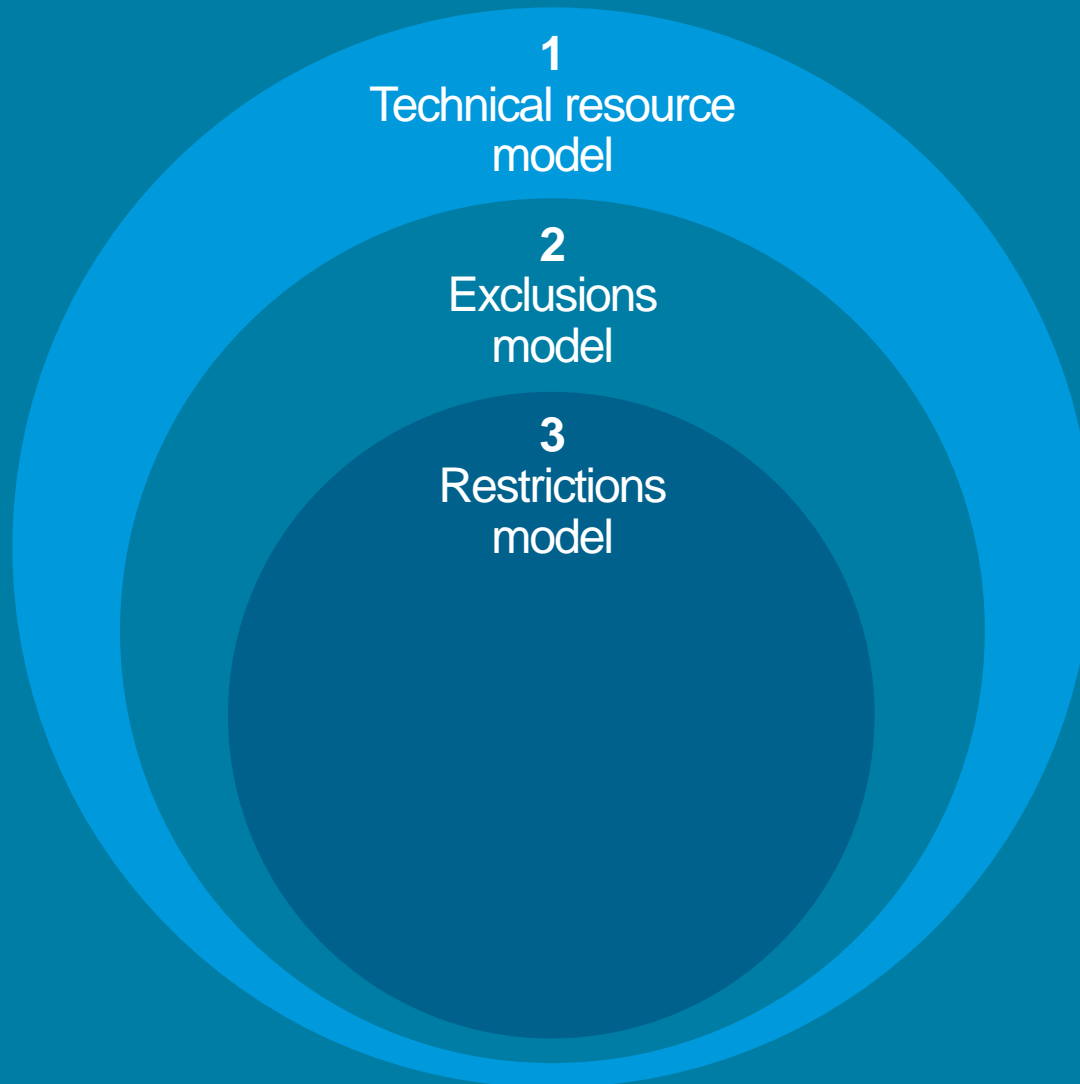 1
Technical resource
model
2
Exclusions
model
3
Restrictions
model